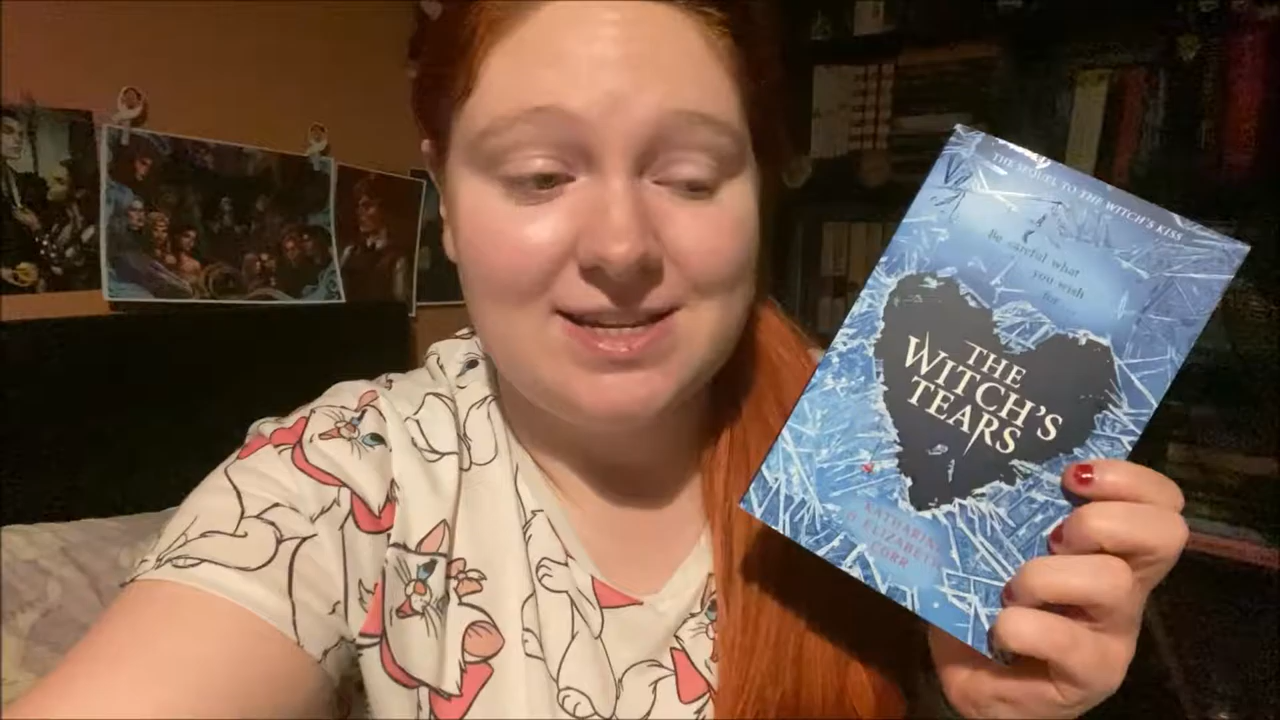 THE SEQUEL TO THE WITCH'S KISS
Be careful what
you wish
for
THE
WITCH'S
TEARS
KATHARINE
& ELIZABETH
CORR